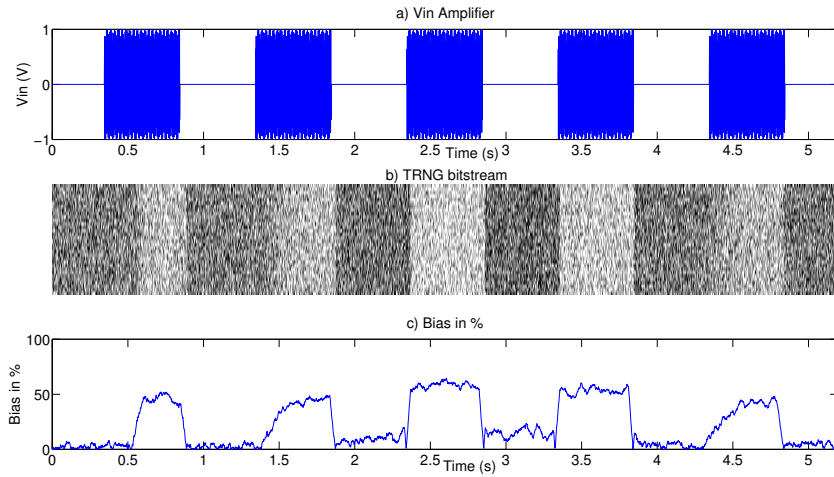 a) Vin Amplifier
1
0
−1
Vin (V)
0 0.5 1 1.5 2 2.5 3 3.5 4 4.5 5
Time (s)
b) TRNG bitstream
c) Bias in %
100
50
0
Bias in %
0 0.5 1 1.5 2 2.5 3 3.5 4 4.5 5
Time (s)